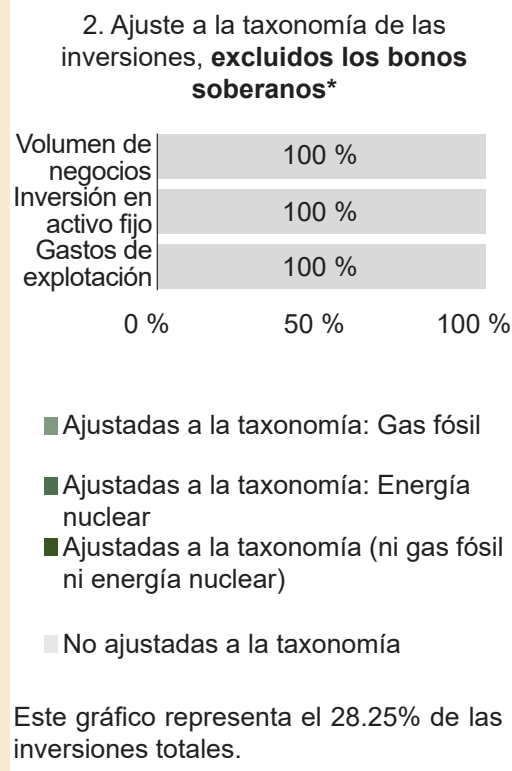 2. Ajuste a la taxonomía de las
inversiones, excluidos los bonos
soberanos*
Volumen de
negocios
100 %
Inversión en
activo fijo
100 %
Gastos de
explotación
100 %
0 %
50 %
100 %
Ajustadas a la taxonomía: Gas fósil
Ajustadas a la taxonomía: Energía
nuclear
Ajustadas a la taxonomía (ni gas fósil
ni energía nuclear)
No ajustadas a la taxonomía
Este gráfico representa el 28.25% de las
inversiones totales.